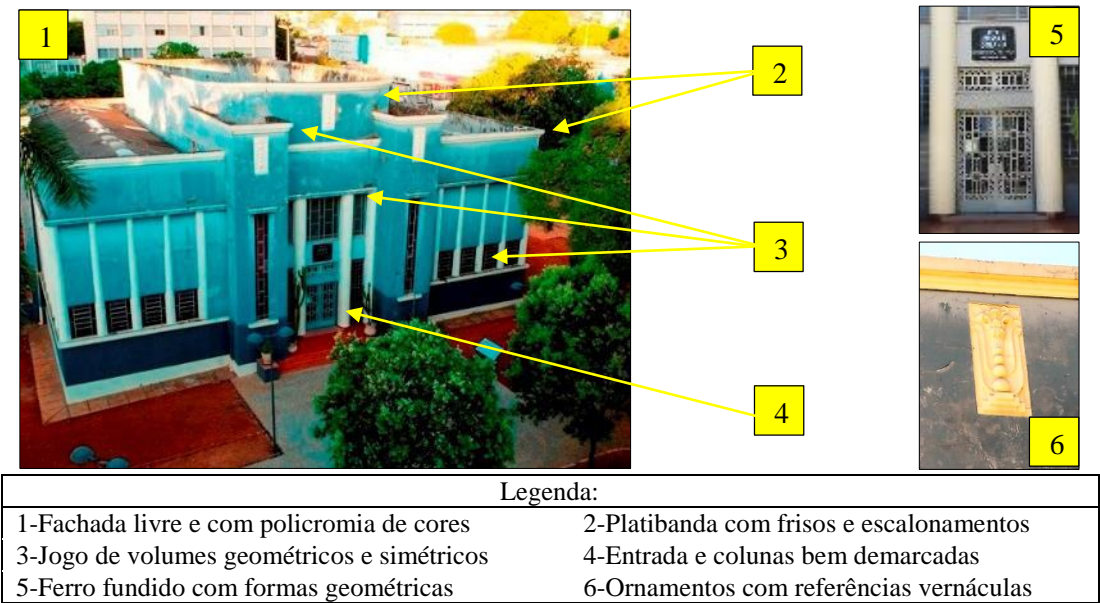 1
5
2
3
4
6
Legenda:
1-Fachada livre e com policromia de cores
2-Platibanda com frisos e escalonamentos
3-Jogo de volumes geométricos e simétricos
4-Entrada e colunas bem demarcadas
5-Ferro fundido com formas geométricas
6-Ornamentos com referências vernáculas